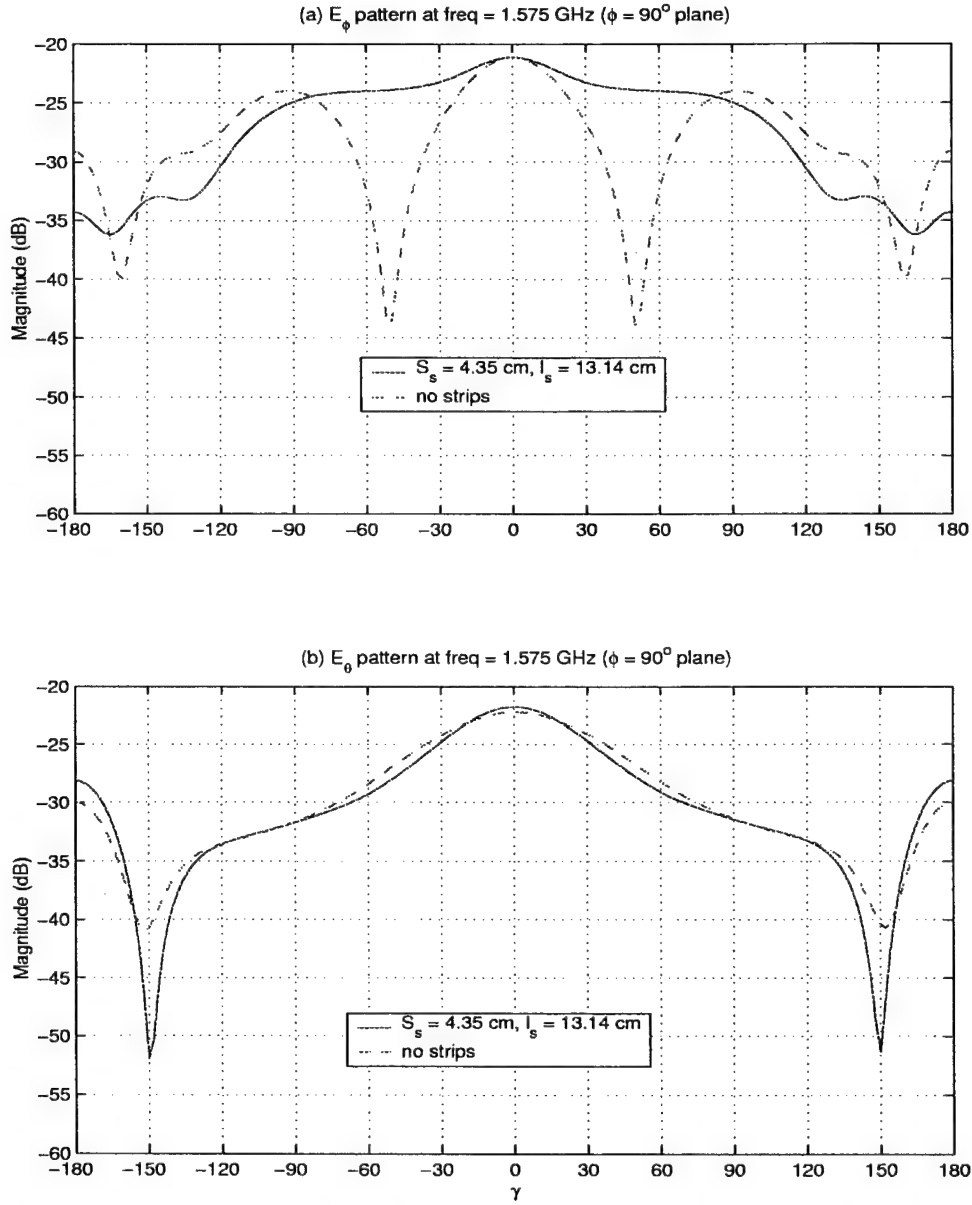 (a) E_ϕ pattern at freq = 1.575 GHz (ϕ = 90° plane)
−20
−25
−30
−35
−40
−45
−50
−55
−60
Magnitude (dB)
S_s = 4.35 cm, l_s = 13.14 cm
no strips
−180 −150 −120 −90 −60 −30 0 30 60 90 120 150 180
(b) E_θ pattern at freq = 1.575 GHz (ϕ = 90° plane)
−20
−25
−30
−35
−40
−45
−50
−55
−60
Magnitude (dB)
S_s = 4.35 cm, l_s = 13.14 cm
no strips
−180 −150 −120 −90 −60 −30 0 30 60 90 120 150 180
γ